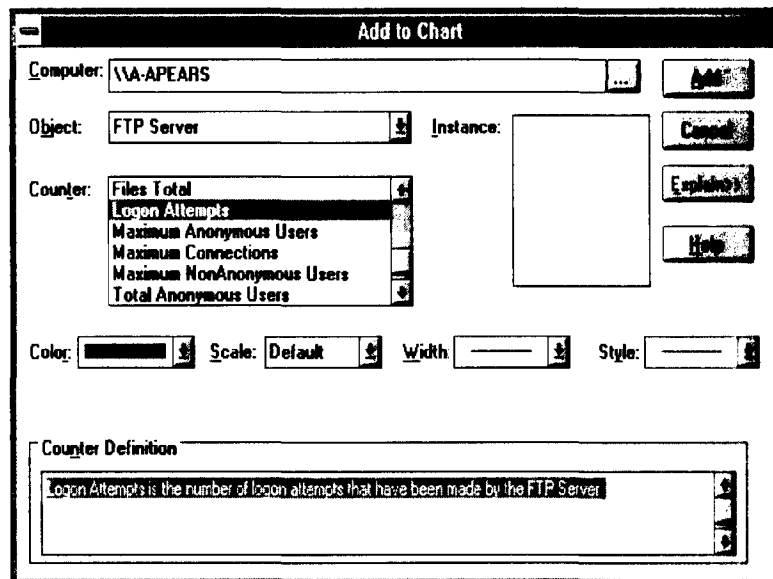 Add to Chart
Computer: \\A-APEARS ... Add
Object: FTP Server Instance: Cancel
Counter: Files Total
Logon Attempts
Maximum Anonymous Users
Maximum Connections
Maximum NonAnonymous Users
Total Anonymous Users
Explain>>
Help
Color: Scale: Default Width: Style:
Counter Definition
Logon Attempts is the number of logon attempts that have been made by the FTP Server